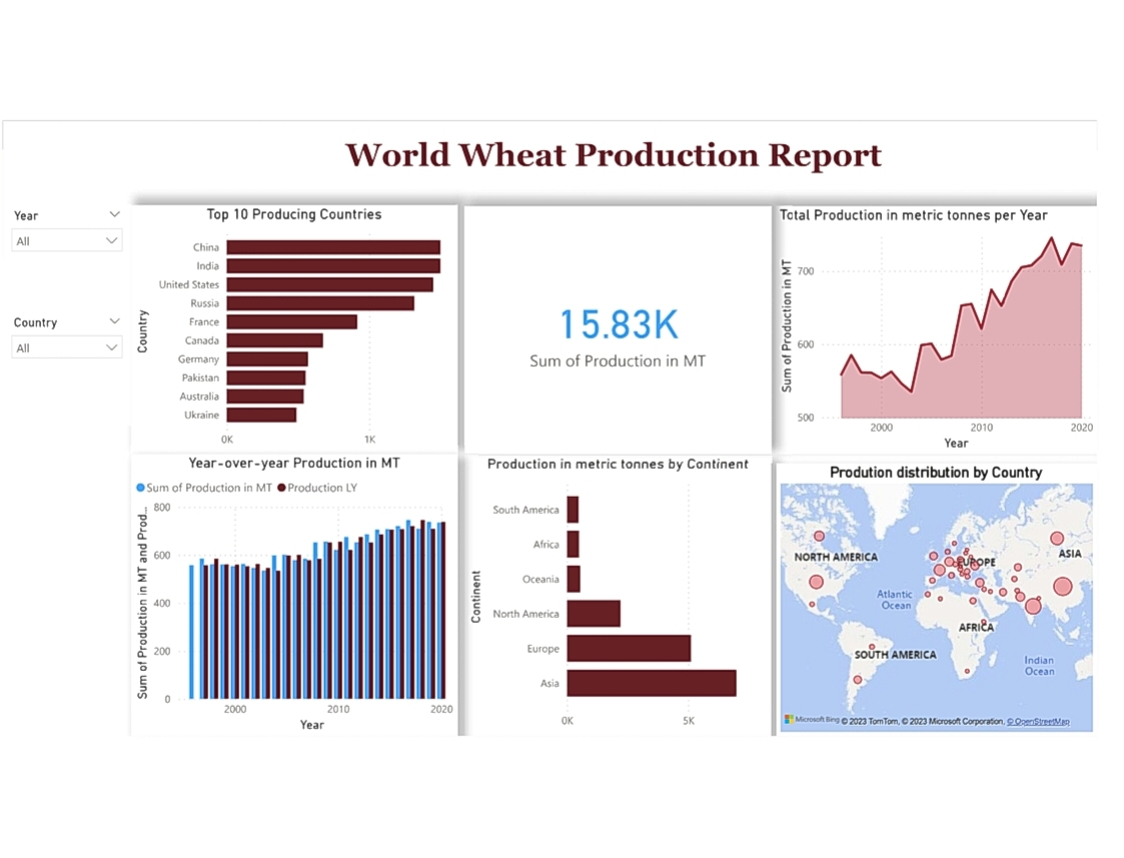 World Wheat Production Report
Year
All
Country
All
Top 10 Producing Countries
Country
China
India
United States
Russia
France
Canada
Germany
Pakistan
Australia
Ukraine
0K 1K
15.83K
Sum of Production in MT
Total Production in metric tonnes per Year
Sum of Production in MT
700
600
500
2000 2010 2020
Year
Year-over-year Production in MT
Sum of Production in MT Production LY
Sum of Production in MT and Prod...
800
600
400
200
0
2000 2010 2020
Year
Production in metric tonnes by Continent
Continent
South America
Africa
Oceania
North America
Europe
Asia
0K 5K
Prodution distribution by Country
NORTH AMERICA
EUROPE
ASIA
Atlantic
Ocean
AFRICA
SOUTH AMERICA
Indian
Ocean
Microsoft Bing © 2023 TomTom, © 2023 Microsoft Corporation, © OpenStreetMap